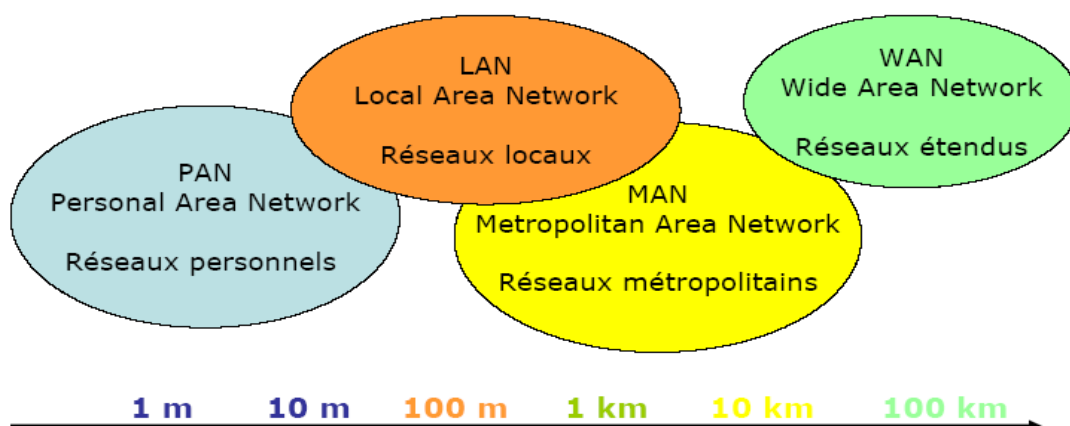 LAN
Local Area Network
Réseaux locaux
WAN
Wide Area Network
Réseaux étendus
PAN
Personal Area Network
Réseaux personnels
MAN
Metropolitan Area Network
Réseaux métropolitains
1 m 10 m 100 m 1 km 10 km 100 km